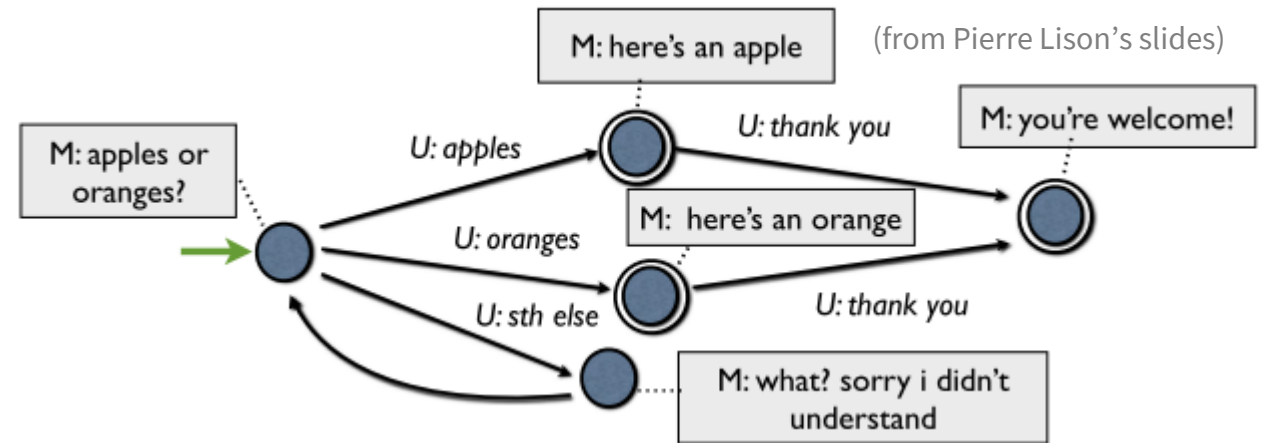 M: here's an apple
(from Pierre Lison's slides)
M: apples or
oranges?
U: apples
U: thank you
M: you're welcome!
M: here's an orange
U: oranges
U: thank you
U: sth else
M: what? sorry i didn't
understand